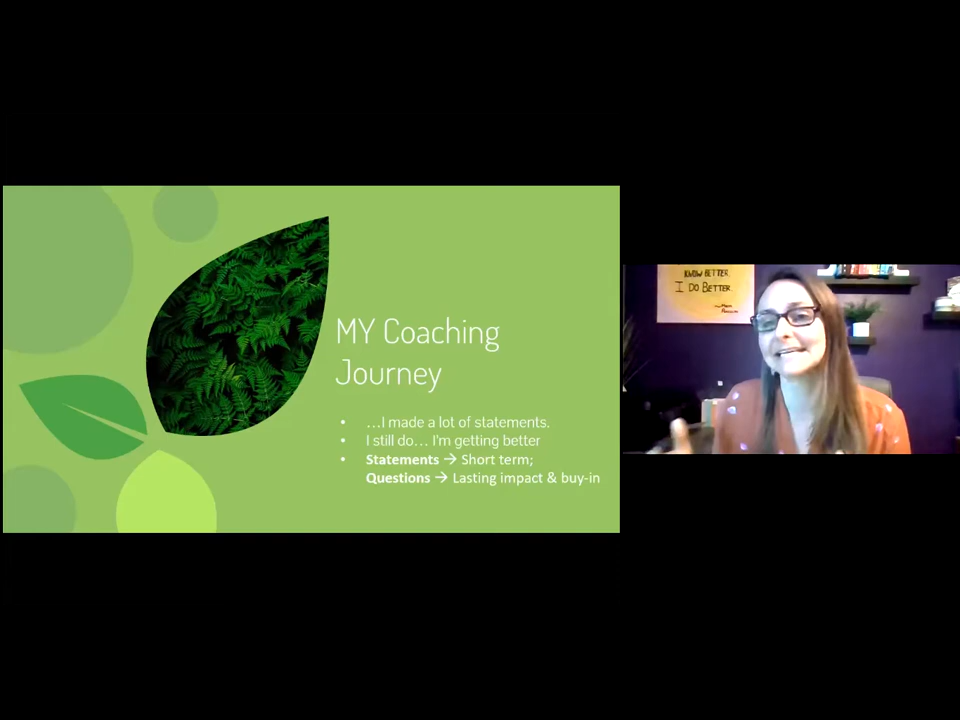 MY Coaching
Journey
• …I made a lot of statements.
• I still do… I'm getting better
• Statements → Short term;
Questions → Lasting impact & buy-in
KNOW BETTER
I DO BETTER.